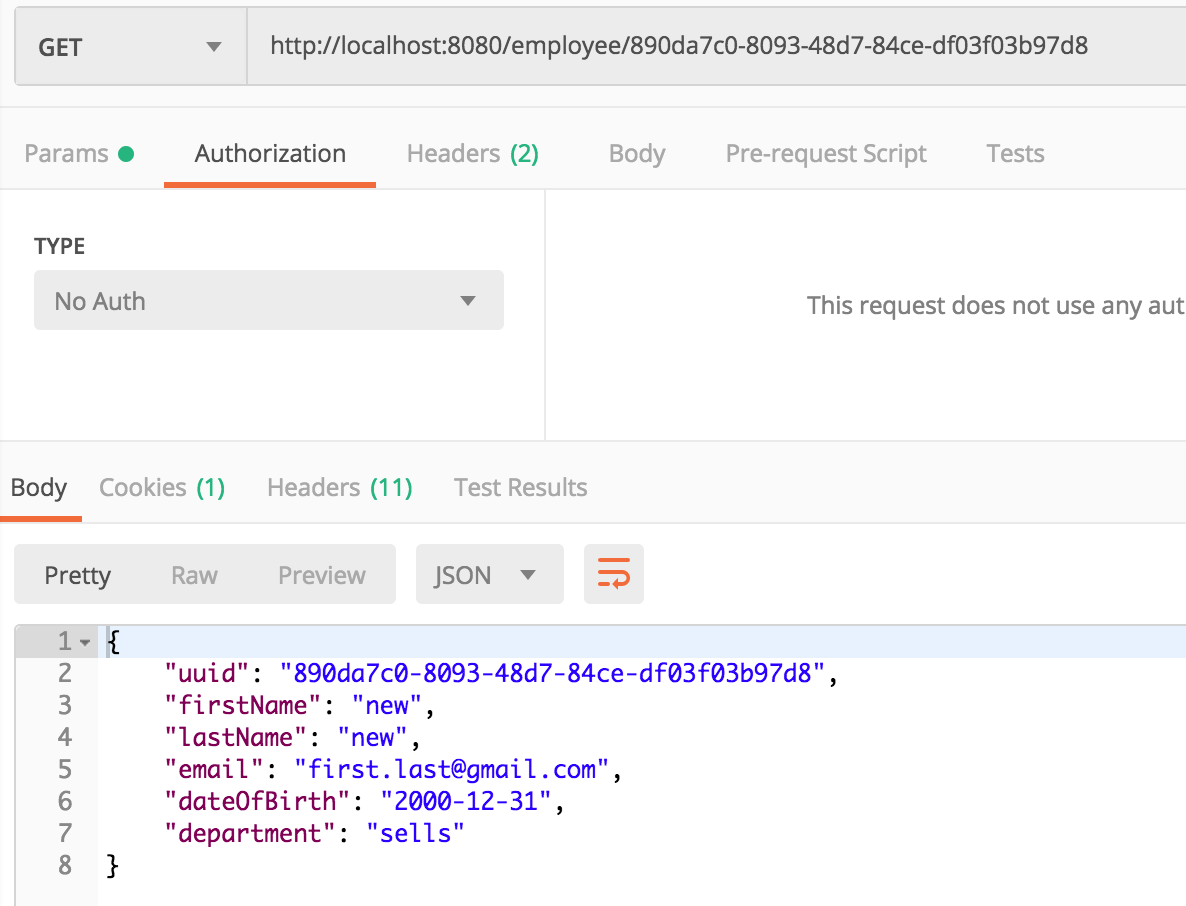 GET http://localhost:8080/employee/890da7c0-8093-48d7-84ce-df03f03b97d8
Params Authorization Headers (2) Body Pre-request Script Tests
TYPE
No Auth
This request does not use any aut
Body Cookies (1) Headers (11) Test Results
Pretty Raw Preview JSON
1 {
2 "uuid": "890da7c0-8093-48d7-84ce-df03f03b97d8",
3 "firstName": "new",
4 "lastName": "new",
5 "email": "first.last@gmail.com",
6 "dateOfBirth": "2000-12-31",
7 "department": "sells"
8 }